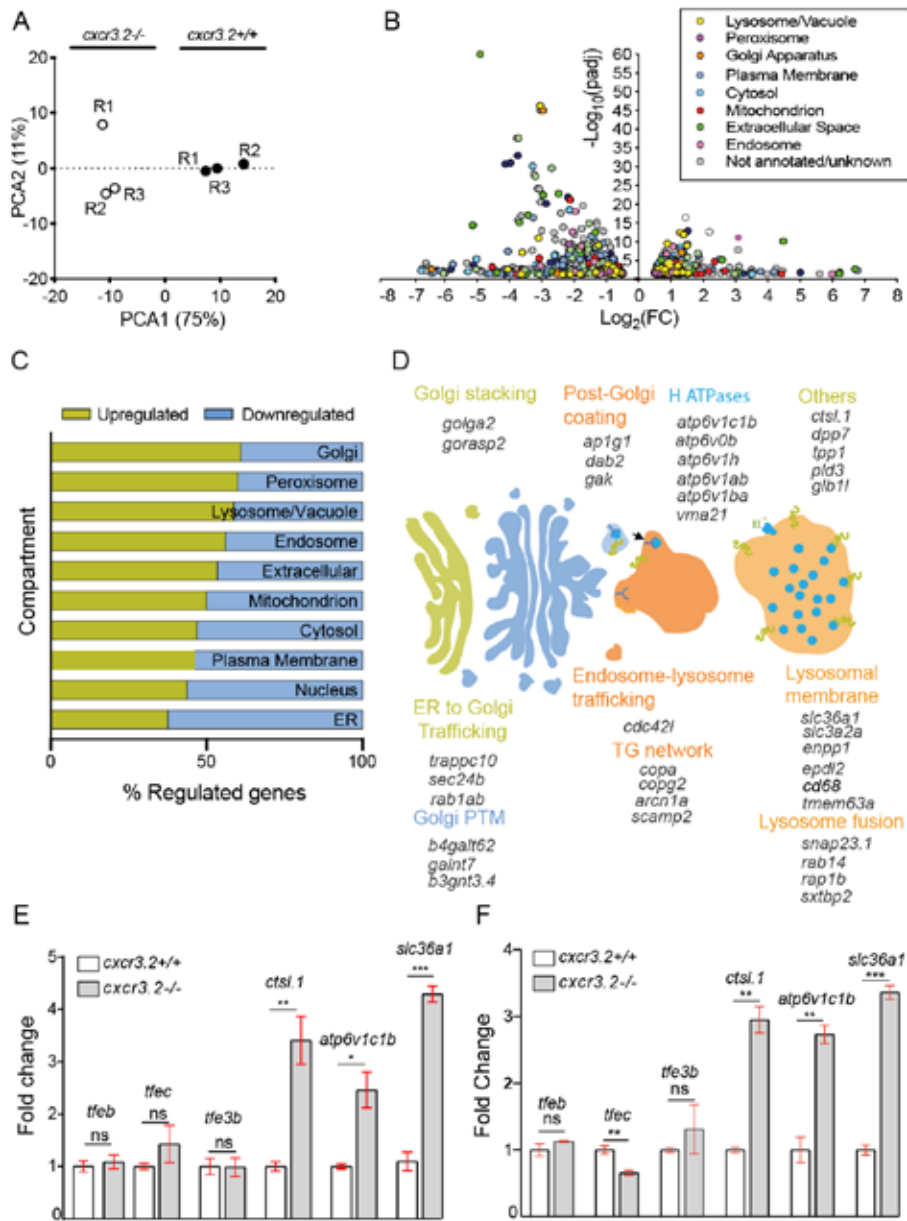 A
cxcr3.2-/-
cxcr3.2+/+
20
10
0
-10
-20
PCA2 (11%)
R1
R2
R3
R1
R2
R3
-20
-10
0
10
20
PCA1 (75%)
B
-Log10(padj)
60
55
50
45
40
35
30
25
20
15
10
5
Lysosome/Vacuole
Peroxisome
Golgi Apparatus
Plasma Membrane
Cytosol
Mitochondrion
Extracellular Space
Endosome
Not annotated/unknown
-8 -7 -6 -5 -4 -3 -2 -1 0 1 2 3 4 5 6 7 8
Log2(FC)
C
Upregulated
Downregulated
Compartment
Golgi
Peroxisome
Lysosome/Vacuole
Endosome
Extracellular
Mitochondrion
Cytosol
Plasma Membrane
Nucleus
ER
0
50
100
% Regulated genes
D
Golgi stacking
golga2
gorasp2
Post-Golgi
coating
ap1g1
dab2
gak
H ATPases
atp6v1c1b
atp6v0b
atp6v1h
atp6v1ab
atp6v1ba
vma21
Others
ctsl.1
dpp7
tpp1
pld3
glb1l
ER to Golgi
Trafficking
trappc10
sec24b
rab1ab
Golgi PTM
b4galt62
galnt7
b3gnt3.4
Endosome-lysosome
trafficking
cdc42l
TG network
copa
copg2
arcn1a
scamp2
Lysosomal
membrane
slc36a1
slc3a2a
enpp1
epdl2
cd68
tmem63a
Lysosome fusion
snap23.1
rab14
rap1b
sxtbp2
E
cxcr3.2+/+
cxcr3.2-/-
Fold change
5
4
3
2
1
0
tfeb
ns
tfec
ns
tfe3b
ns
ctsl.1
**
atp6v1c1b
*
slc36a1
***
F
cxcr3.2+/+
cxcr3.2-/-
Fold Change
4
3
2
1
0
tfeb
ns
tfec
**
tfe3b
ns
ctsl.1
**
atp6v1c1b
**
slc36a1
***